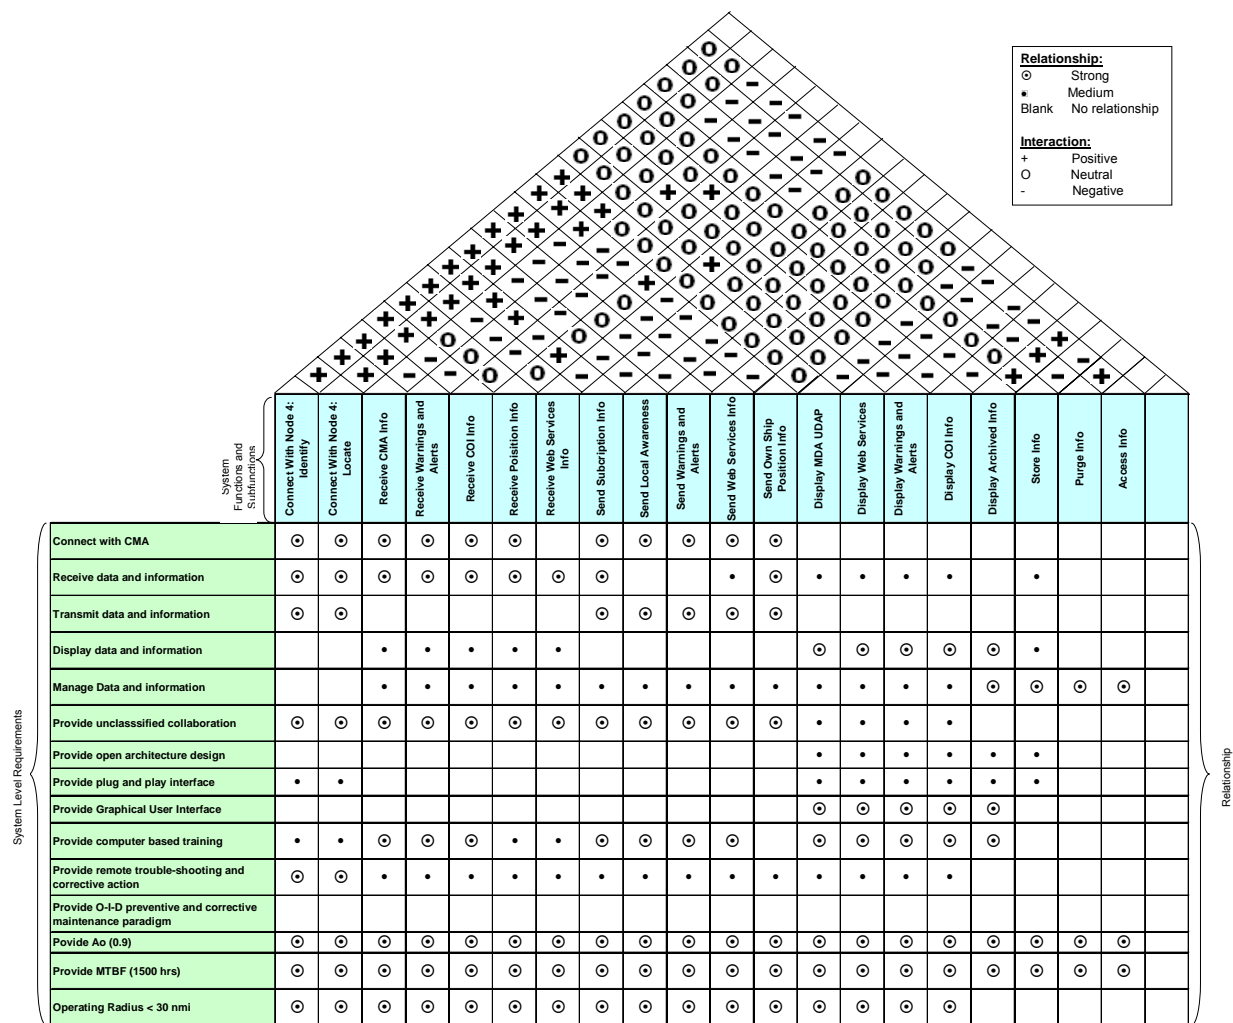 Relationship:
⊙ Strong
• Medium
Blank No relationship
Interaction:
+ Positive
O Neutral
- Negative
System
Functions and
Subfunctions
Connect With Node 4:
Identify
Connect With Node 4:
Locate
Receive CMA Info
Receive Warnings and
Alerts
Receive COI Info
Receive Poisition Info
Receive Web Services
Info
Send Subcription Info
Send Local Awareness
Send Warnings and
Alerts
Send Web Services Info
Send Own Ship
Position Info
Display MDA UDAP
Display Web Services
Display Warnings and
Alerts
Display COI Info
Display Archived Info
Store Info
Purge Info
Access Info
System Level Requirements
Connect with CMA
Receive data and information
Transmit data and information
Display data and information
Manage Data and information
Provide unclasssified collaboration
Provide open architecture design
Provide plug and play interface
Provide Graphical User Interface
Provide computer based training
Provide remote trouble-shooting and
corrective action
Provide O-I-D preventive and corrective
maintenance paradigm
Povide Ao (0.9)
Provide MTBF (1500 hrs)
Operating Radius < 30 nmi
Relationship